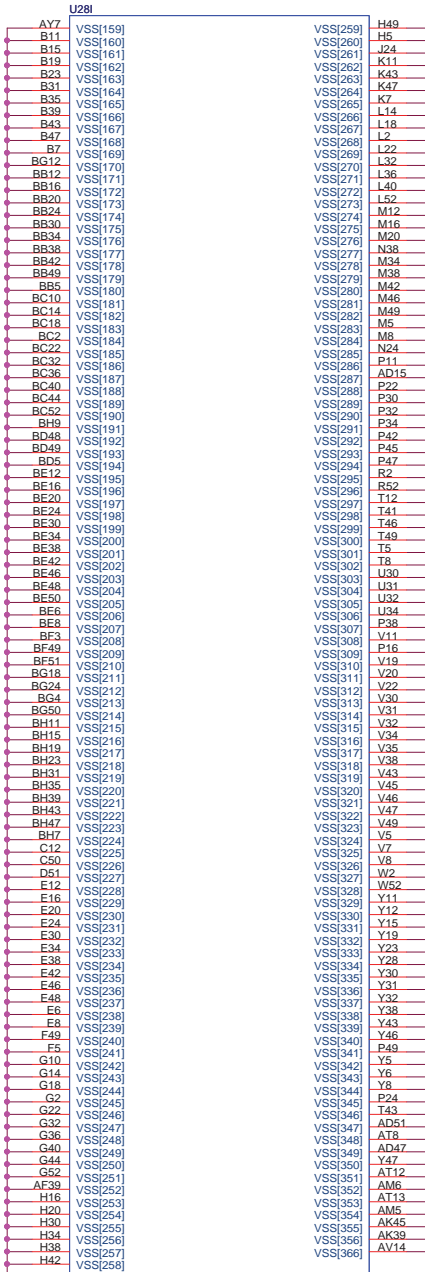 U28I
AY7 VSS[159]
B11 VSS[160]
B15 VSS[161]
B19 VSS[162]
B23 VSS[163]
B31 VSS[164]
B35 VSS[165]
B39 VSS[166]
B43 VSS[167]
B47 VSS[168]
B7 VSS[169]
BG12 VSS[170]
BB12 VSS[171]
BB16 VSS[172]
BB20 VSS[173]
BB24 VSS[174]
BB30 VSS[175]
BB34 VSS[176]
BB38 VSS[177]
BB42 VSS[178]
BB49 VSS[179]
BB5 VSS[180]
BC10 VSS[181]
BC14 VSS[182]
BC18 VSS[183]
BC2 VSS[184]
BC22 VSS[185]
BC32 VSS[186]
BC36 VSS[187]
BC40 VSS[188]
BC44 VSS[189]
BC52 VSS[190]
BH9 VSS[191]
BD48 VSS[192]
BD49 VSS[193]
BD5 VSS[194]
BE12 VSS[195]
BE16 VSS[196]
BE20 VSS[197]
BE24 VSS[198]
BE30 VSS[199]
BE34 VSS[200]
BE38 VSS[201]
BE42 VSS[202]
BE46 VSS[203]
BE48 VSS[204]
BE50 VSS[205]
BE6 VSS[206]
BE8 VSS[207]
BF3 VSS[208]
BF49 VSS[209]
BF51 VSS[210]
BG18 VSS[211]
BG24 VSS[212]
BG4 VSS[213]
BG50 VSS[214]
BH11 VSS[215]
BH15 VSS[216]
BH19 VSS[217]
BH23 VSS[218]
BH31 VSS[219]
BH35 VSS[220]
BH39 VSS[221]
BH43 VSS[222]
BH47 VSS[223]
BH7 VSS[224]
C12 VSS[225]
C50 VSS[226]
D51 VSS[227]
E12 VSS[228]
E16 VSS[229]
E20 VSS[230]
E24 VSS[231]
E30 VSS[232]
E34 VSS[233]
E38 VSS[234]
E42 VSS[235]
E46 VSS[236]
E48 VSS[237]
E6 VSS[238]
E8 VSS[239]
F49 VSS[240]
F5 VSS[241]
G10 VSS[242]
G14 VSS[243]
G18 VSS[244]
G2 VSS[245]
G22 VSS[246]
G32 VSS[247]
G36 VSS[248]
G40 VSS[249]
G44 VSS[250]
G52 VSS[251]
AF39 VSS[252]
H16 VSS[253]
H20 VSS[254]
H30 VSS[255]
H34 VSS[256]
H38 VSS[257]
H42 VSS[258]
VSS[259] H49
VSS[260] H5
VSS[261] J24
VSS[262] K11
VSS[263] K43
VSS[264] K47
VSS[265] K7
VSS[266] L14
VSS[267] L18
VSS[268] L2
VSS[269] L22
VSS[270] L32
VSS[271] L36
VSS[272] L40
VSS[273] L52
VSS[274] M12
VSS[275] M16
VSS[276] M20
VSS[277] N38
VSS[278] M34
VSS[279] M38
VSS[280] M42
VSS[281] M46
VSS[282] M49
VSS[283] M5
VSS[284] M8
VSS[285] N24
VSS[286] P11
VSS[287] AD15
VSS[288] P22
VSS[289] P30
VSS[290] P32
VSS[291] P34
VSS[292] P42
VSS[293] P45
VSS[294] P47
VSS[295] R2
VSS[296] R52
VSS[297] T12
VSS[298] T41
VSS[299] T46
VSS[300] T49
VSS[301] T5
VSS[302] T8
VSS[303] U30
VSS[304] U31
VSS[305] U32
VSS[306] U34
VSS[307] P38
VSS[308] V11
VSS[309] P16
VSS[310] V19
VSS[311] V20
VSS[312] V22
VSS[313] V30
VSS[314] V31
VSS[315] V32
VSS[316] V34
VSS[317] V35
VSS[318] V38
VSS[319] V43
VSS[320] V45
VSS[321] V46
VSS[322] V47
VSS[323] V49
VSS[324] V5
VSS[325] V7
VSS[326] V8
VSS[327] W2
VSS[328] W52
VSS[329] Y11
VSS[330] Y12
VSS[331] Y15
VSS[332] Y19
VSS[333] Y23
VSS[334] Y28
VSS[335] Y30
VSS[336] Y31
VSS[337] Y32
VSS[338] Y38
VSS[339] Y43
VSS[340] Y46
VSS[341] P49
VSS[342] Y5
VSS[343] Y6
VSS[344] Y8
VSS[345] P24
VSS[346] T43
VSS[347] AD51
VSS[348] AT8
VSS[349] AD47
VSS[350] Y47
VSS[351] AT12
VSS[352] AM6
VSS[353] AT13
VSS[354] AM5
VSS[355] AK45
VSS[356] AK39
VSS[366] AV14